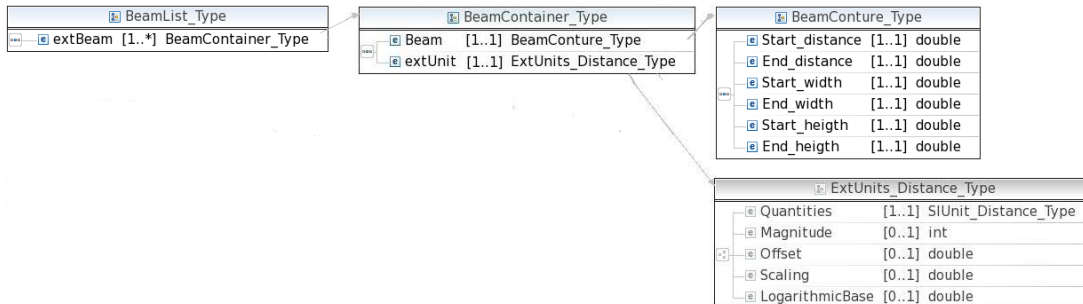 BeamList_Type
extBeam [1..*] BeamContainer_Type
BeamContainer_Type
Beam [1..1] BeamConture_Type
extUnit [1..1] ExtUnits_Distance_Type
BeamConture_Type
Start_distance [1..1] double
End_distance [1..1] double
Start_width [1..1] double
End_width [1..1] double
Start_heigth [1..1] double
End_heigth [1..1] double
ExtUnits_Distance_Type
Quantities [1..1] SIUnit_Distance_Type
Magnitude [0..1] int
Offset [0..1] double
Scaling [0..1] double
LogarithmicBase [0..1] double